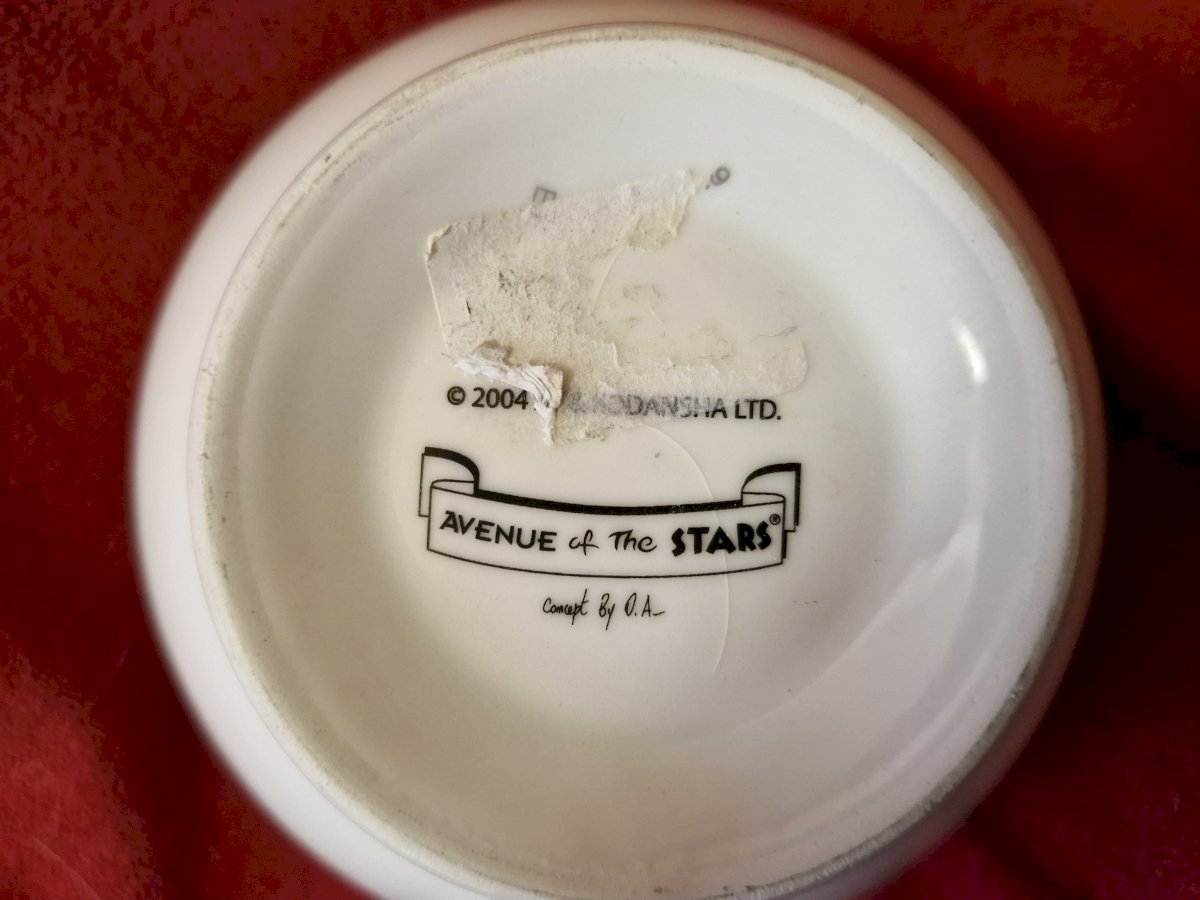 © 2004 & KODANSHA LTD.
AVENUE of The STARS®
Concept By D.A.